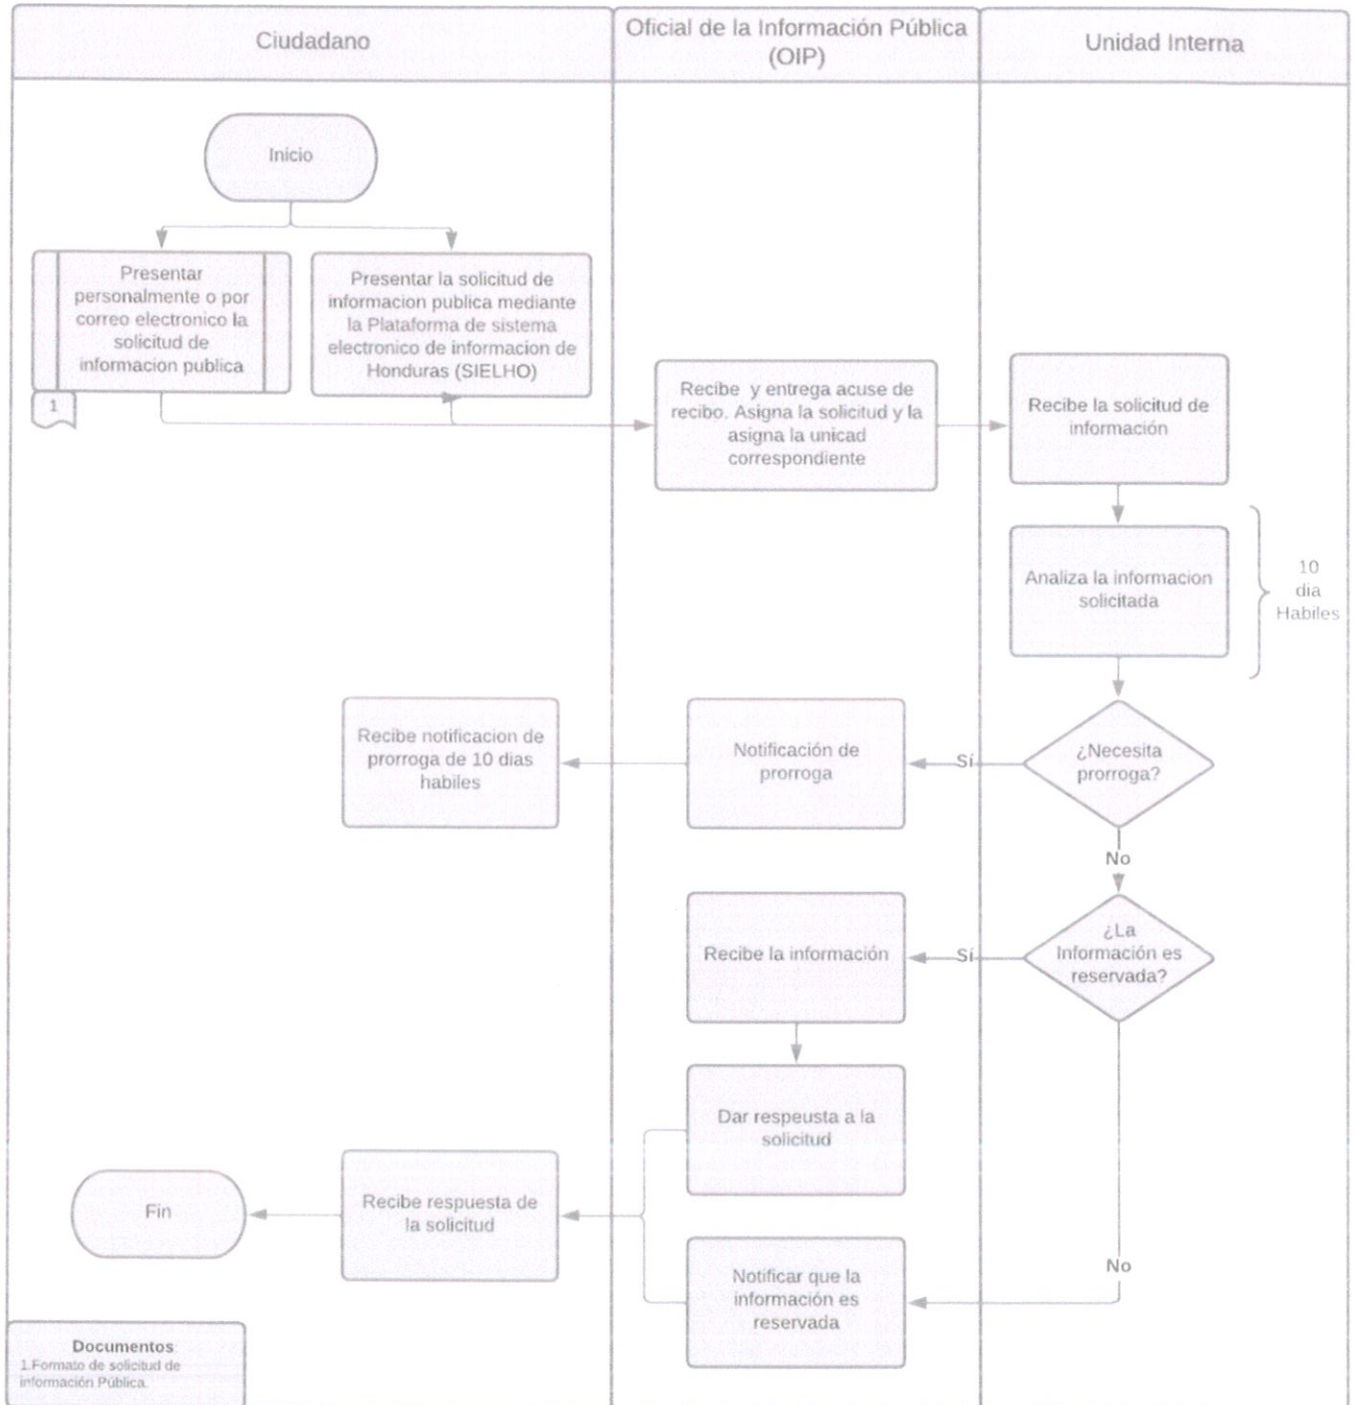 Ciudadano
Oficial de la Información Pública
(OIP)
Unidad Interna
Inicio
Presentar
personalmente o por
correo electronico la
solicitud de
informacion publica
1
Presentar la solicitud de
informacion publica mediante
la Plataforma de sistema
electronico de informacion de
Honduras (SIELHO)
Recibe y entrega acuse de
recibo. Asigna la solicitud y la
asigna la unicad
correspondiente
Recibe la solicitud de
información
Analiza la informacion
solicitada
10
dia
Habiles
¿Necesita
prorroga?
Sí
Notificación de
prorroga
Recibe notificacion de
prorroga de 10 dias
habiles
No
¿La
Información es
reservada?
Sí
Recibe la información
Dar respeusta a la
solicitud
Recibe respuesta de
la solicitud
Fin
No
Notificar que la
información es
reservada
Documentos
1.Formato de solicitud de
información Pública.